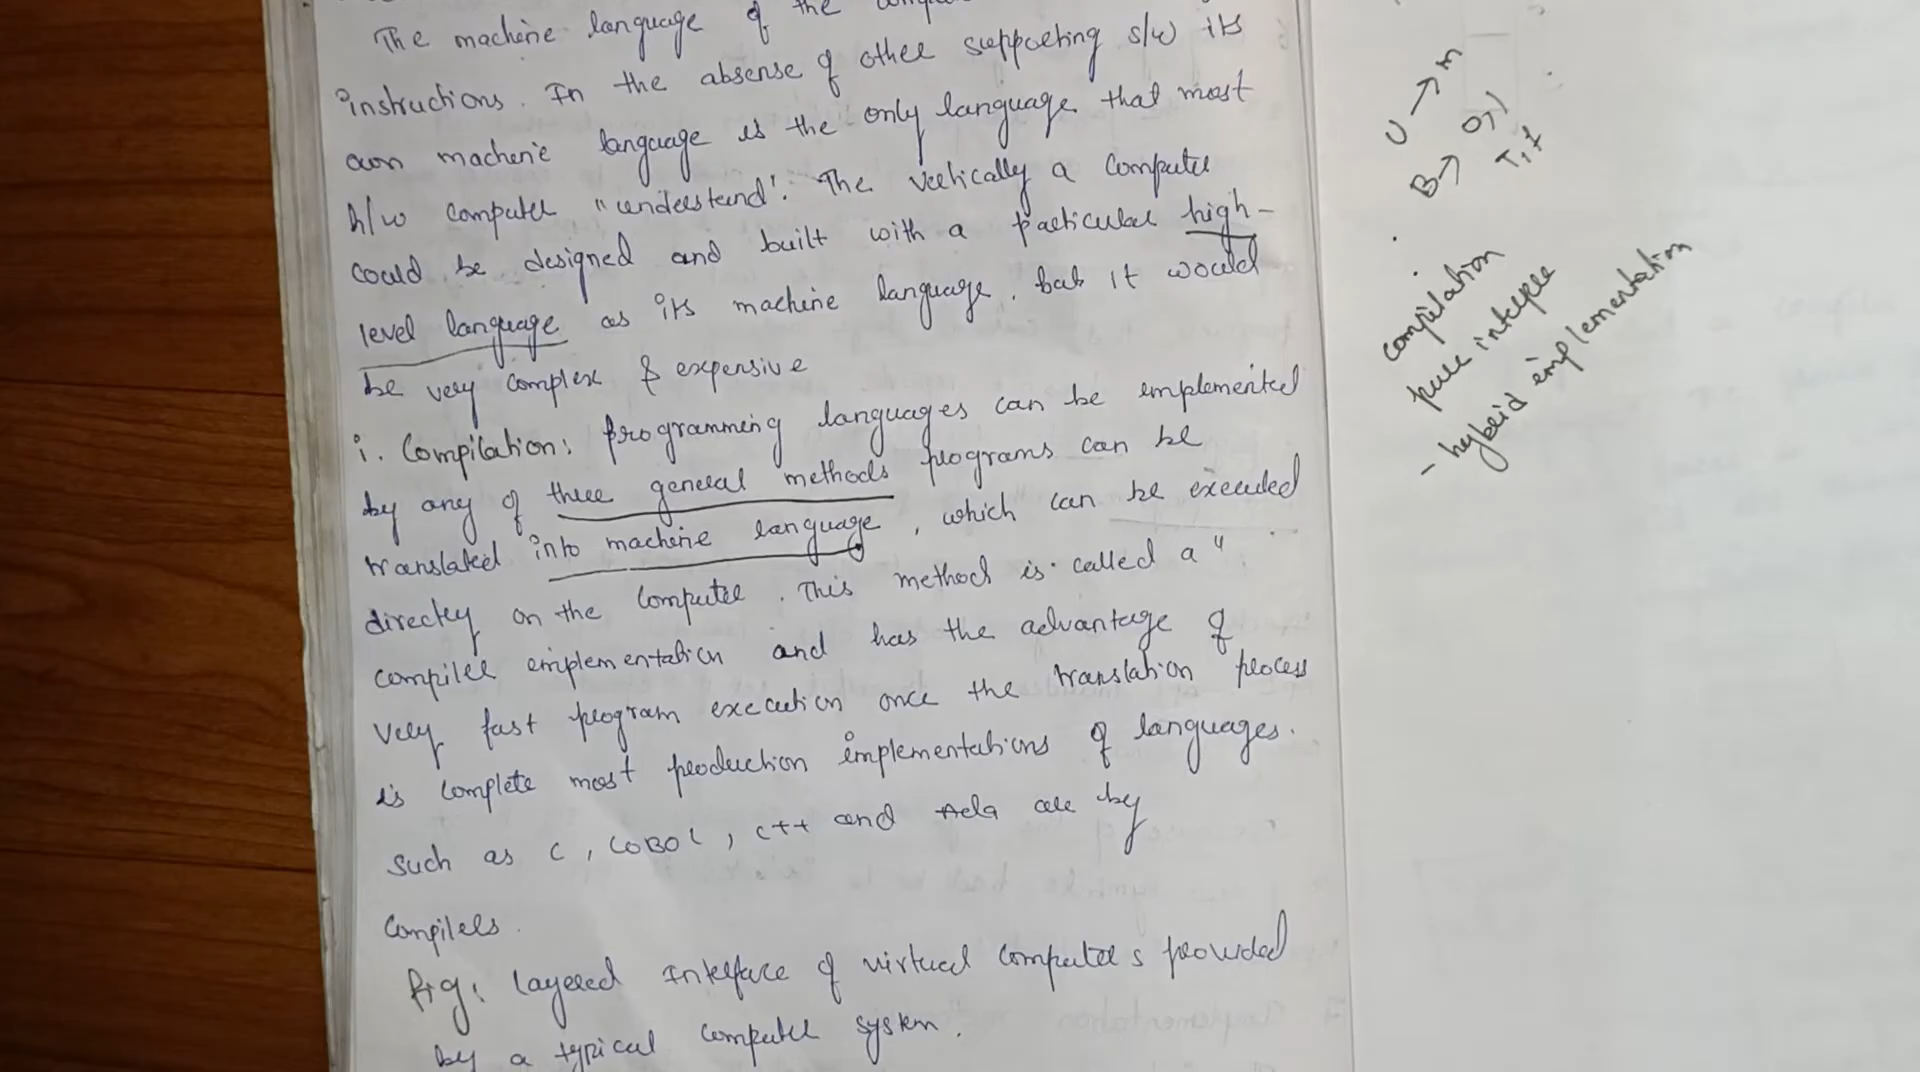 The machine language of the
instructions. In the absense of other supporting s/w its
own machine language is the only language that most
h/w computer "understand". The vertically a computer
could be designed and built with a particular high-
level language as its machine language, but it would
be very complex & expensive
i. Compilation: programming languages can be implemented
by any of three general methods programs can be
translated into machine language, which can be executed
directly on the computer. This method is called a "
compiler implementation and has the advantage of
very fast program execution once the translation process
is complete most production implementations of languages.
such as C, COBOL, C++ and Ada are by
Compilers.
Fig: Layered Interface of virtual computers provided
by a typical computer system.
U → m
B →
compilation
pure interpre
- hybrid implementation